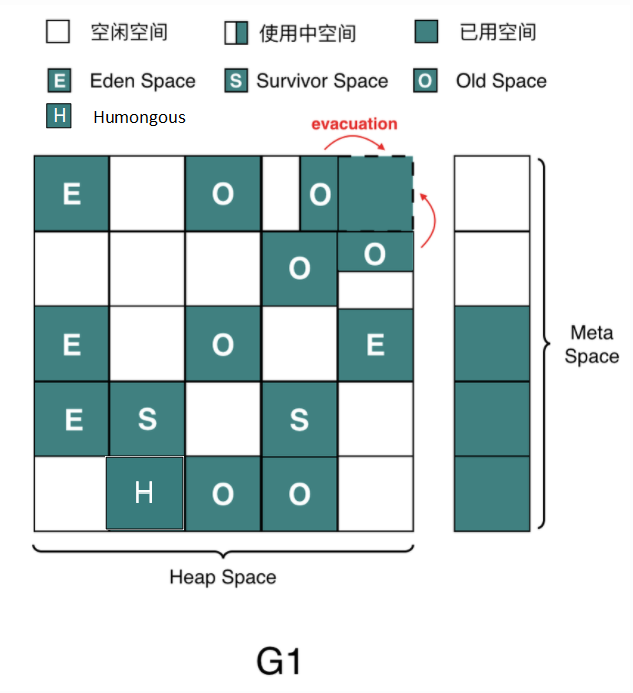 空闲空间 使用中空间 已用空间
E Eden Space S Survivor Space O Old Space
H Humongous
evacuation
E O O
O O
E O E
E S S
H O O
Meta
Space
Heap Space
G1